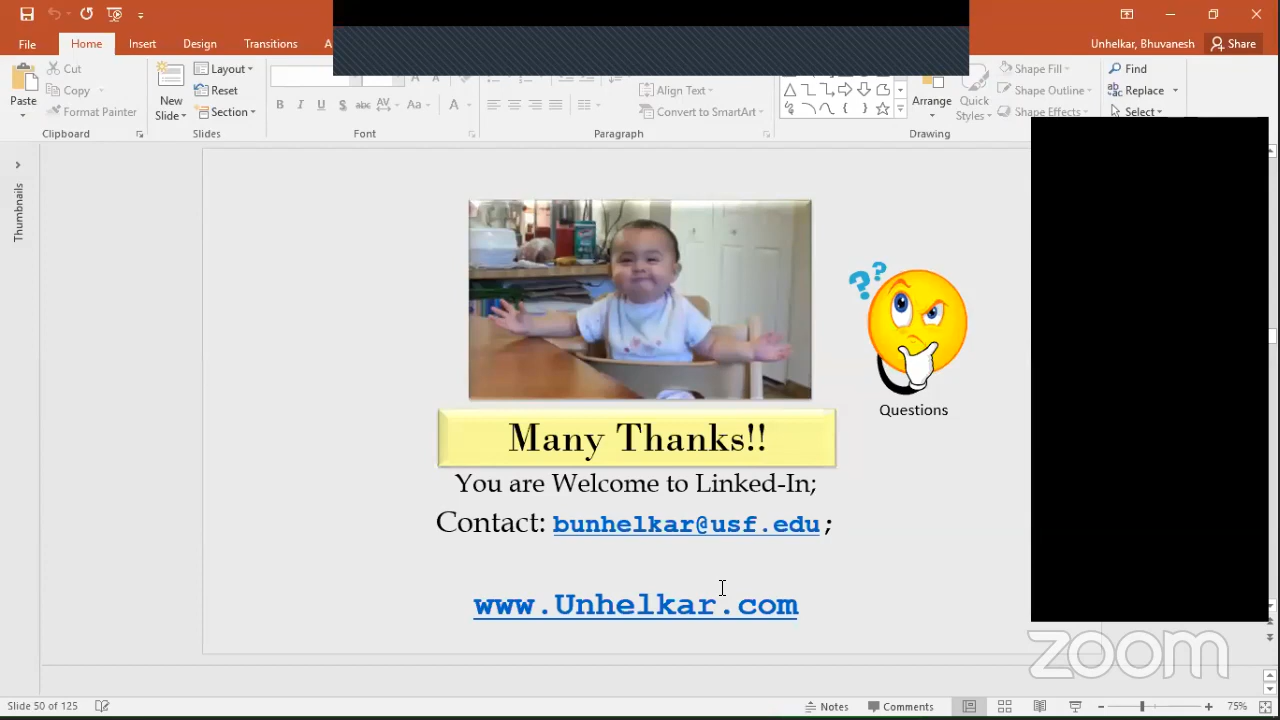 Unhelkar, Bhuvanesh
Share
File
Home
Insert
Design
Transitions
A
Paste
Cut
Copy
Format Painter
Clipboard
New
Slide
Layout
Reset
Section
Slides
B I U S abc AV Aa A
Font
Align Text
Convert to SmartArt
Paragraph
Arrange
Quick
Styles
Shape Fill
Shape Outline
Shape Effects
Drawing
Find
Replace
Select
Thumbnails
??
Questions
Many Thanks!!
You are Welcome to Linked-In;
Contact: bunhelkar@usf.edu;
www.Unhelkar.com
zoom
Slide 50 of 125
Notes
Comments
75%